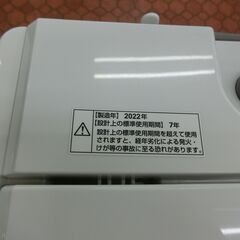 【製造年】2022年
【設計上の標準使用期間】7年
設計上の標準使用期間を超えて使用
されますと、経年劣化による発火・
けが等の事故に至る恐れがあります。